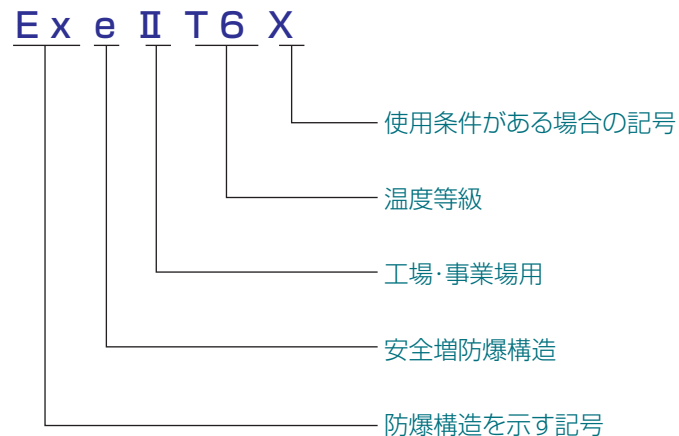 Ex e Ⅱ T6 X
使用条件がある場合の記号
温度等級
工場・事業場用
安全増防爆構造
防爆構造を示す記号